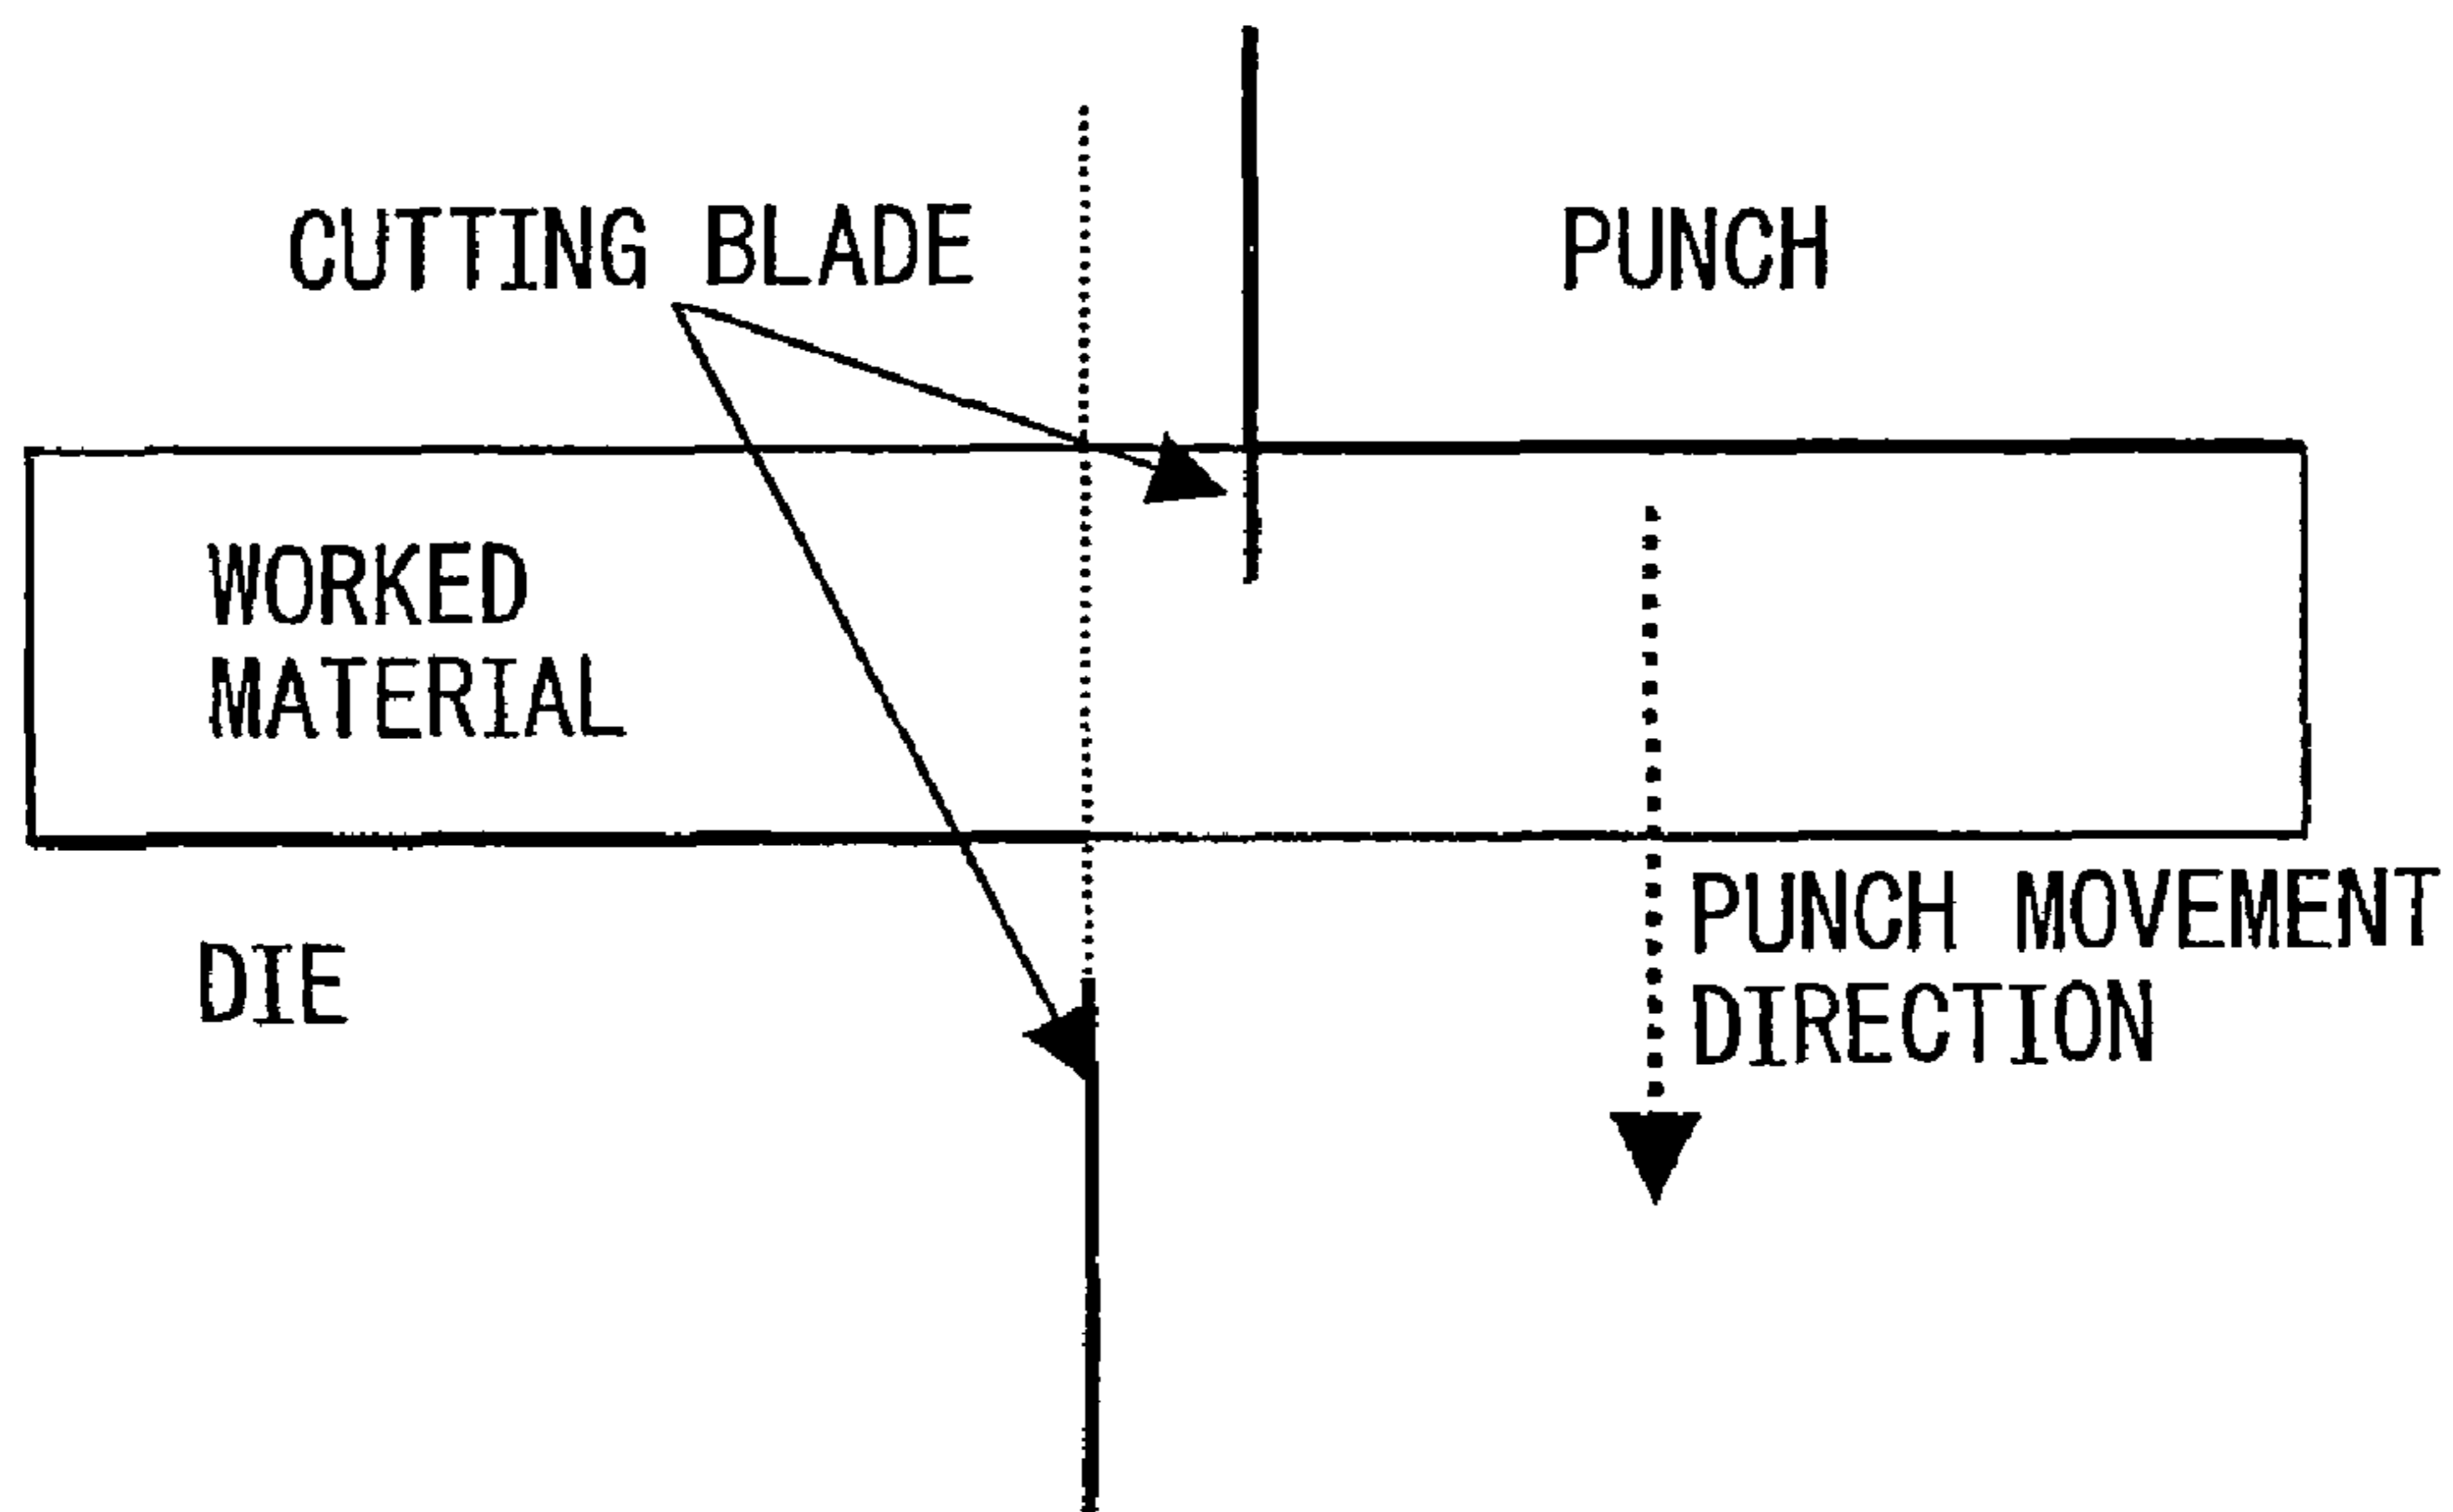 CUTTING BLADE
PUNCH
WORKED
MATERIAL
DIE
PUNCH MOVEMENT
DIRECTION